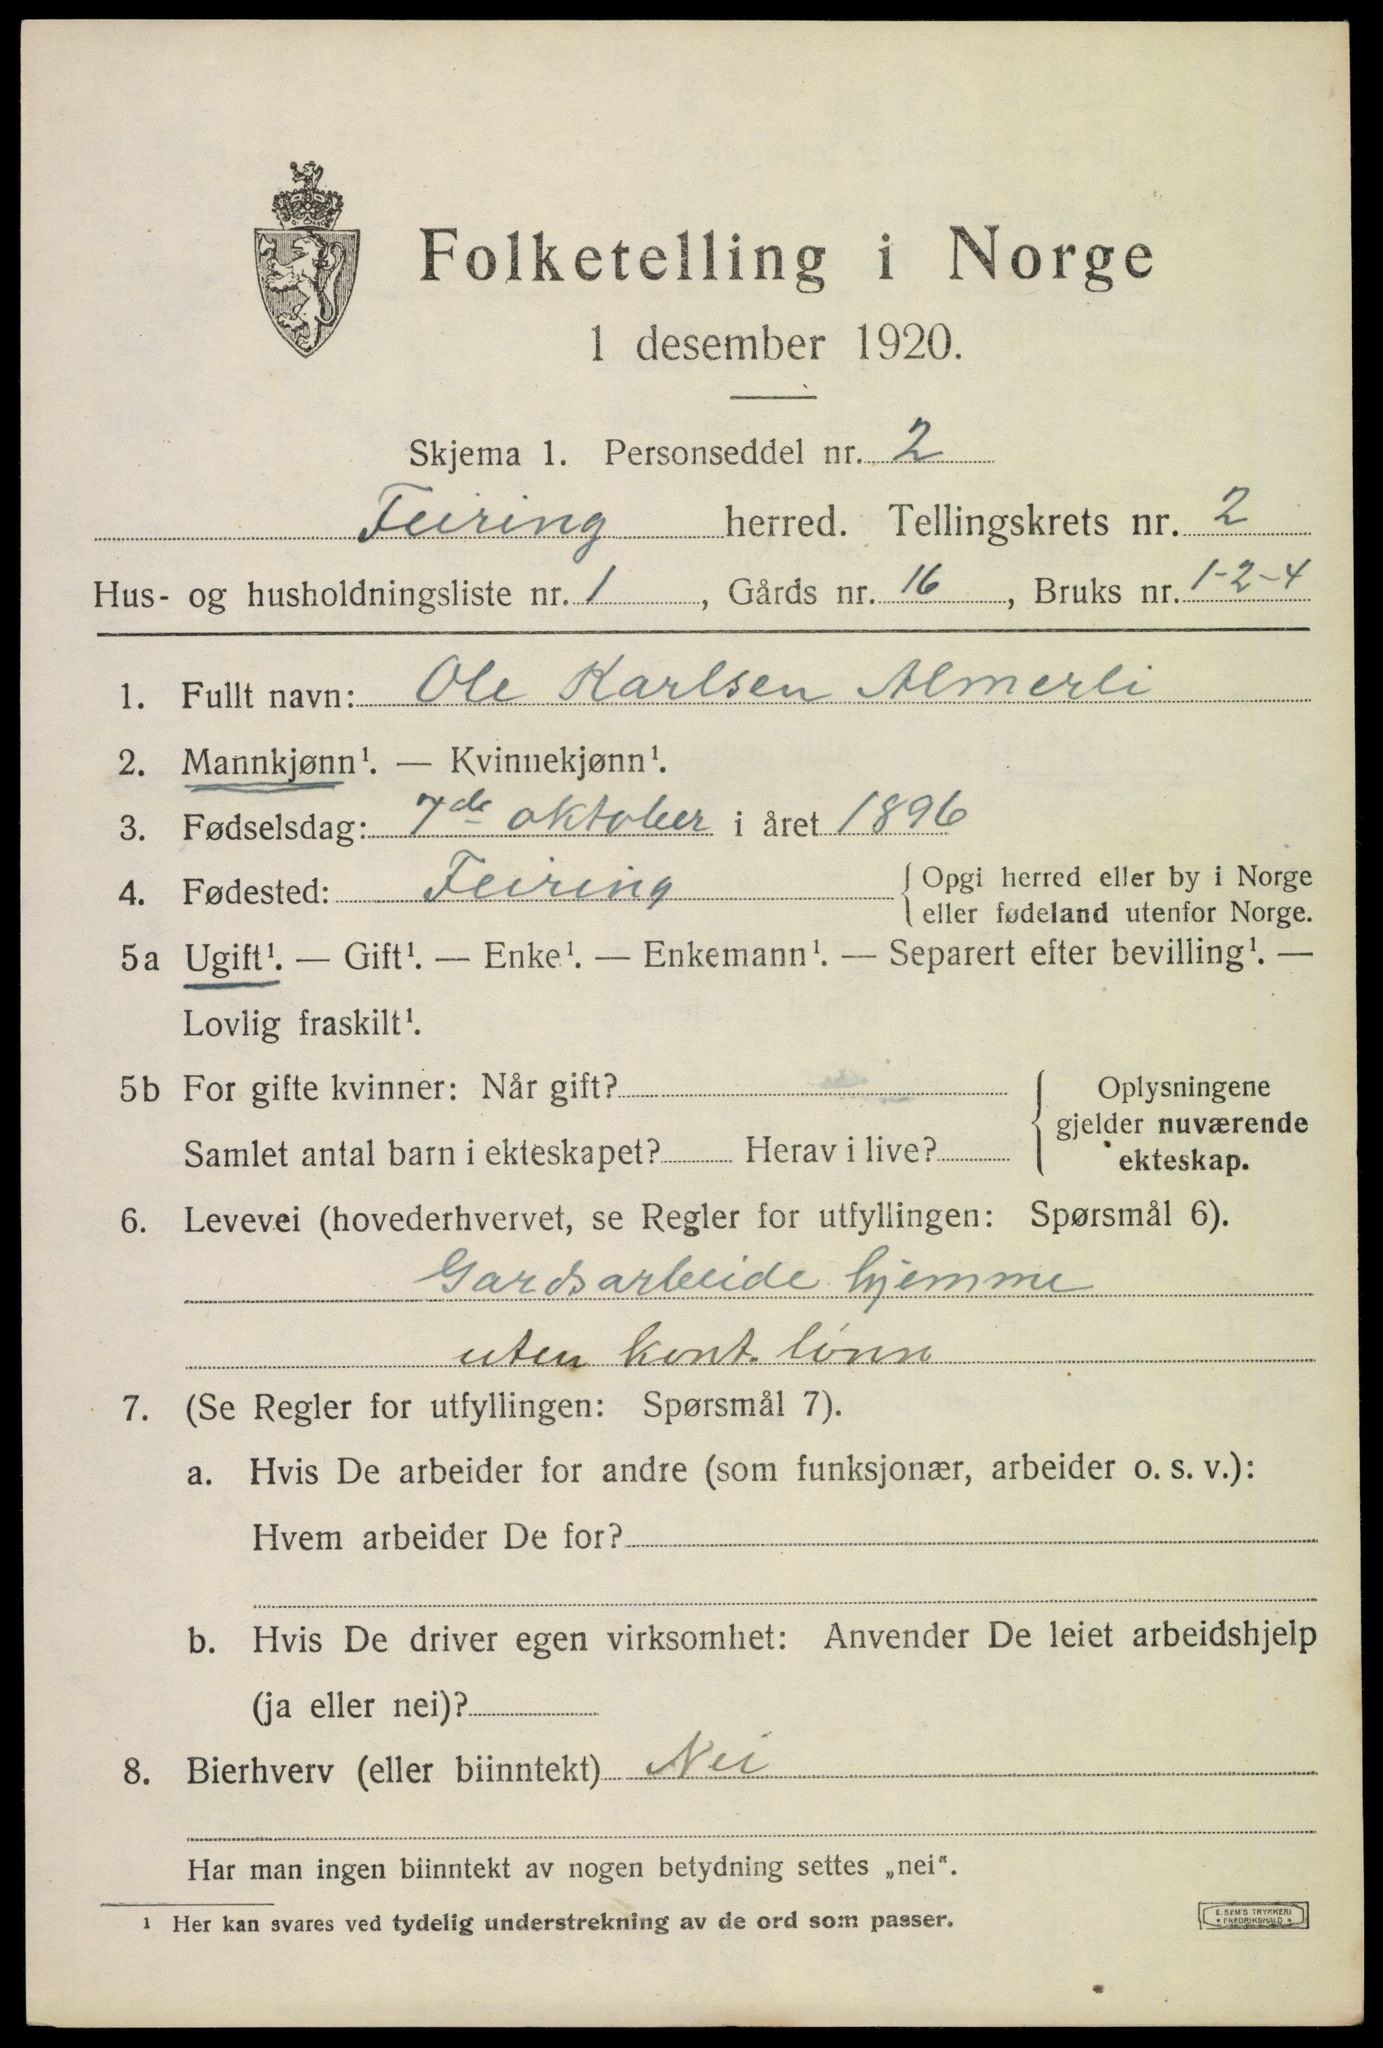 Folketelling i Norge
1 desember 1920.
Skjema 1. Personseddel nr. 2
Feiring herred. Tellingskrets nr. 2
Hus- og husholdningsliste nr. 1, Gårds nr. 16, Bruks nr. 1-2-4
1. Fullt navn: Ole Karlsen Almerli
2. Mannkjønn¹. — Kvinnekjønn¹.
3. Fødselsdag: 7de oktober i året 1896
4. Fødested: Feiring { Opgi herred eller by i Norge
eller fødeland utenfor Norge.
5a Ugift¹. — Gift¹. — Enke¹. — Enkemann¹. — Separert efter bevilling¹. —
Lovlig fraskilt¹.
5b For gifte kvinner: Når gift? { Oplysningene
gjelder nuværende
Samlet antal barn i ekteskapet? Herav i live? ekteskap.
6. Levevei (hovederhvervet, se Regler for utfyllingen: Spørsmål 6).
Gardsarbeide hjemme
uten kont. lønn
7. (Se Regler for utfyllingen: Spørsmål 7).
a. Hvis De arbeider for andre (som funksjonær, arbeider o. s. v.):
Hvem arbeider De for?
b. Hvis De driver egen virksomhet: Anvender De leiet arbeidshjelp
(ja eller nei)?
8. Bierhverv (eller biinntekt) Nei
Har man ingen biinntekt av nogen betydning settes „nei“.
¹ Her kan svares ved tydelig understrekning av de ord som passer.
E. SEM'S TRYKKERI
* FREDRIKSHALD *